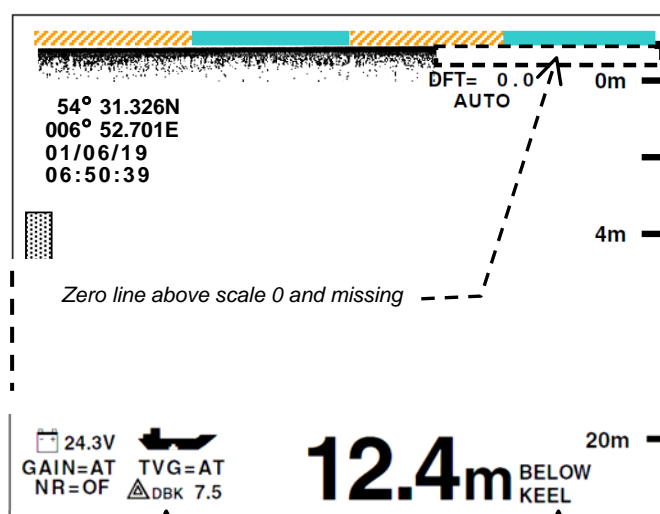 DFT= 0.0
AUTO
0m
54° 31.326N
006° 52.701E
01/06/19
06:50:39
4m
Zero line above scale 0 and missing
20m
24.3V
GAIN=AT TVG=AT
NR=OF DBK 7.5
12.4m BELOW
KEEL